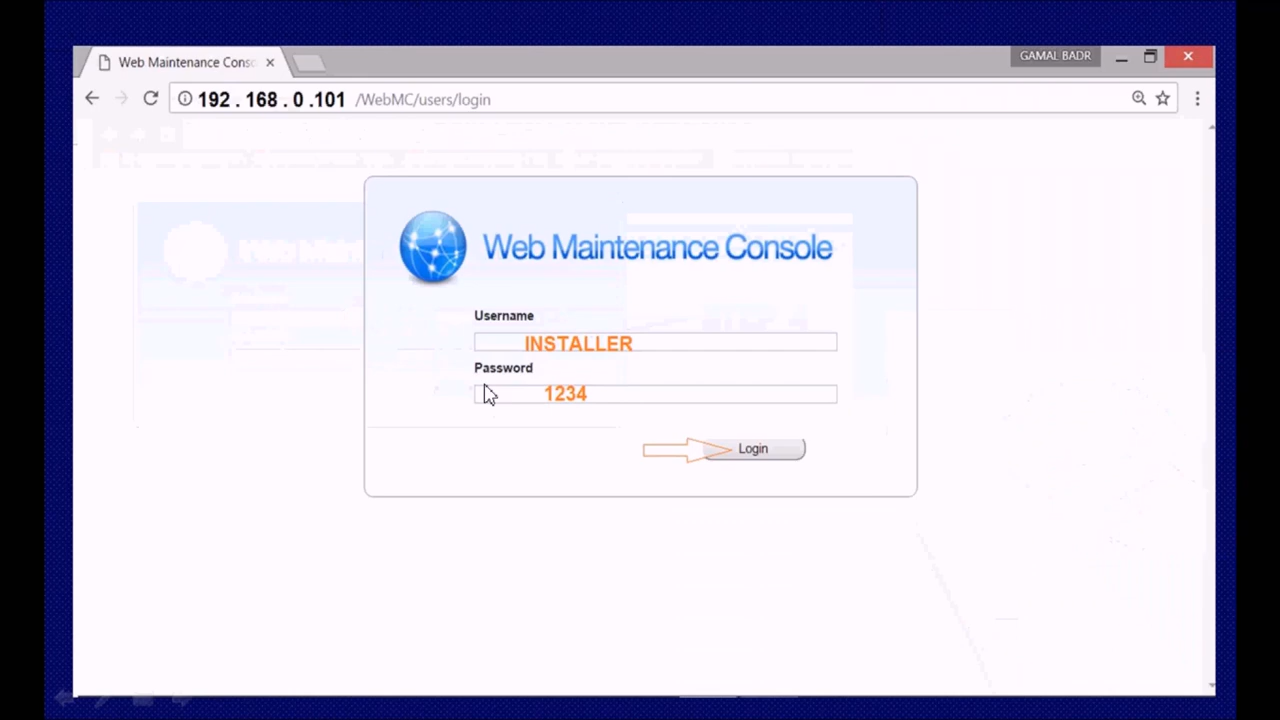 Web Maintenance Conso
GAMAL BADR
192 . 168 . 0 .101 /WebMC/users/login
Web Maintenance Console
Username
INSTALLER
Password
1234
Login